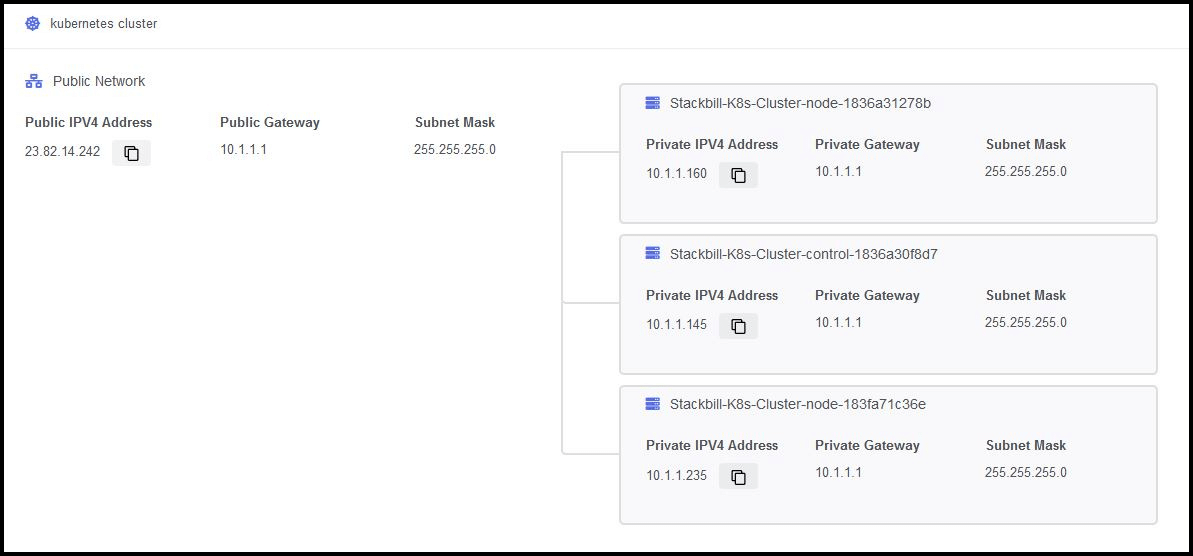 kubernetes cluster
Public Network
Public IPV4 Address Public Gateway Subnet Mask
23.82.14.242 10.1.1.1 255.255.255.0
Stackbill-K8s-Cluster-node-1836a31278b
Private IPV4 Address Private Gateway Subnet Mask
10.1.1.160 10.1.1.1 255.255.255.0
Stackbill-K8s-Cluster-control-1836a30f8d7
Private IPV4 Address Private Gateway Subnet Mask
10.1.1.145 10.1.1.1 255.255.255.0
Stackbill-K8s-Cluster-node-183fa71c36e
Private IPV4 Address Private Gateway Subnet Mask
10.1.1.235 10.1.1.1 255.255.255.0